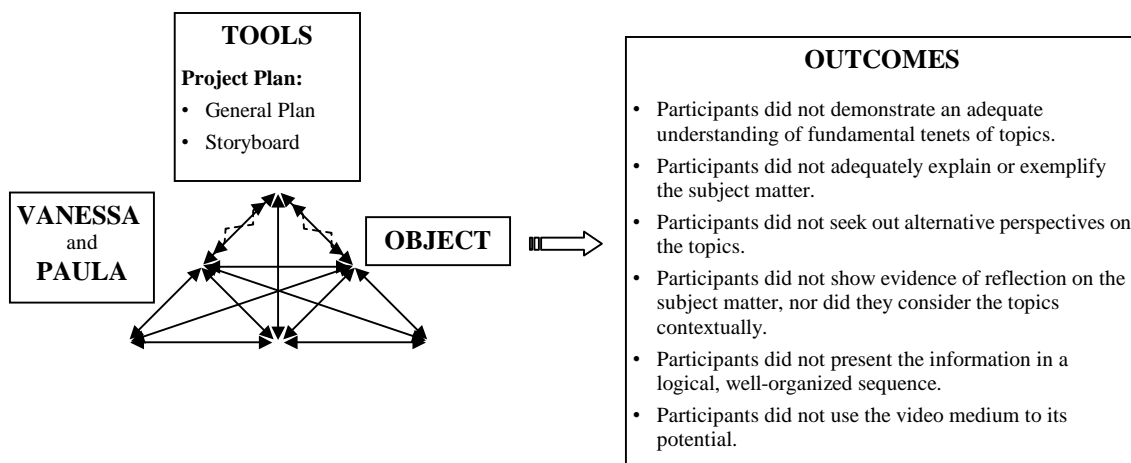 TOOLS
Project Plan:
• General Plan
• Storyboard
VANESSA
and
PAULA
OBJECT
OUTCOMES
• Participants did not demonstrate an adequate
understanding of fundamental tenets of topics.
• Participants did not adequately explain or exemplify
the subject matter.
• Participants did not seek out alternative perspectives on
the topics.
• Participants did not show evidence of reflection on the
subject matter, nor did they consider the topics
contextually.
• Participants did not present the information in a
logical, well-organized sequence.
• Participants did not use the video medium to its
potential.